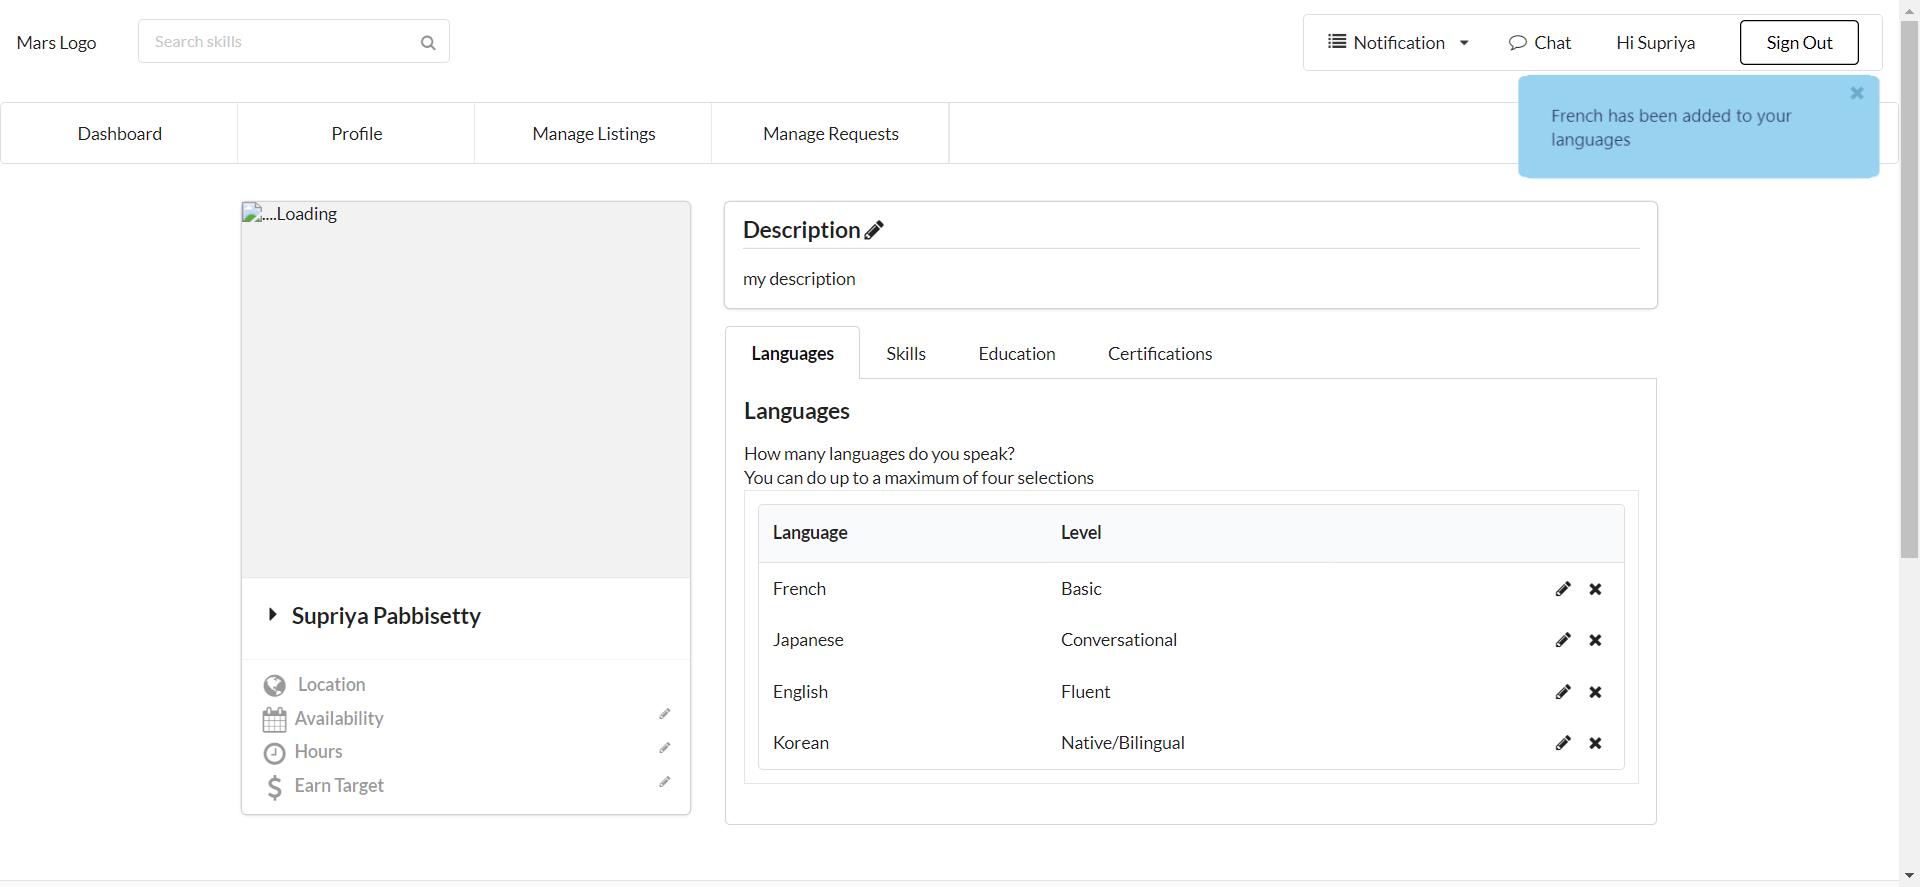 Mars Logo
Search skills
Notification
Chat
Hi Supriya
Sign Out
French has been added to your
languages
Dashboard
Profile
Manage Listings
Manage Requests
....Loading
Supriya Pabbisetty
Location
Availability
Hours
Earn Target
Description
my description
Languages
Skills
Education
Certifications
Languages
How many languages do you speak?
You can do up to a maximum of four selections
Language Level
French Basic
Japanese Conversational
English Fluent
Korean Native/Bilingual